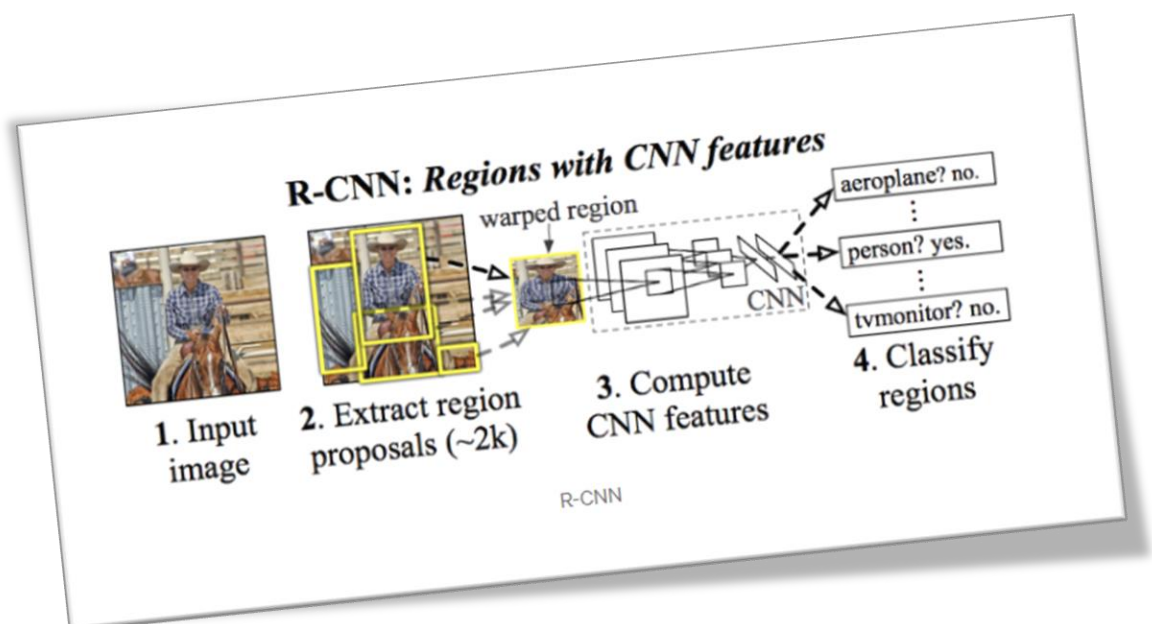 R-CNN: Regions with CNN features
warped region
aeroplane? no.
person? yes.
CNN
tvmonitor? no.
1. Input
image
2. Extract region
proposals (~2k)
3. Compute
CNN features
4. Classify
regions
R-CNN